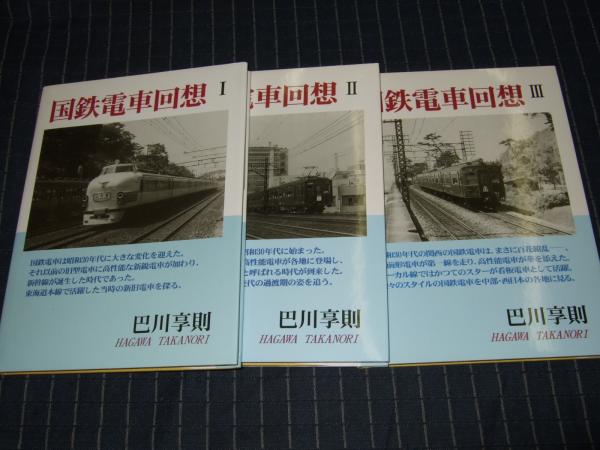 国鉄電車回想 I
国鉄電車は昭和30年代に大きな変化を迎えた。
それ以前の旧型電車に高性能な新鋭電車が加わり、
新幹線が誕生した時代であった。
東海道本線で活躍した当時の新旧電車を探る。
巴川享則
HAGAWA TAKANORI
電車回想 II
昭和30年代に始まった。
高性能電車が各地に登場し、
と呼ばれる時代が到来した。
代の過渡期の姿を追う。
巴川享則
HAGAWA TAKANORI
国鉄電車回想 III
和30年代の関西の国鉄電車は、まさに百花繚乱──、
前形電車が第一線を走り、高性能電車が華を添えた。
ーカル線ではかつてのスターが看板電車として活躍。
々のスタイルの国鉄電車を中部・西日本の各地に見る。
巴川享則
HAGAWA TAKANORI